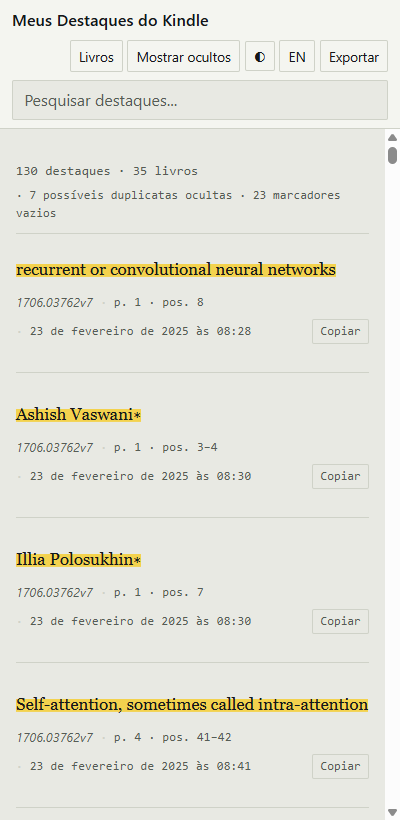 Meus Destaques do Kindle
Livros
Mostrar ocultos
EN
Exportar
Pesquisar destaques...
130 destaques · 35 livros
· 7 possíveis duplicatas ocultas · 23 marcadores
vazios
recurrent or convolutional neural networks
1706.03762v7 · p. 1 · pos. 8
· 23 de fevereiro de 2025 às 08:28
Copiar
Ashish Vaswani∗
1706.03762v7 · p. 1 · pos. 3–4
· 23 de fevereiro de 2025 às 08:30
Copiar
Illia Polosukhin∗
1706.03762v7 · p. 1 · pos. 7
· 23 de fevereiro de 2025 às 08:30
Copiar
Self-attention, sometimes called intra-attention
1706.03762v7 · p. 4 · pos. 41–42
· 23 de fevereiro de 2025 às 08:41
Copiar